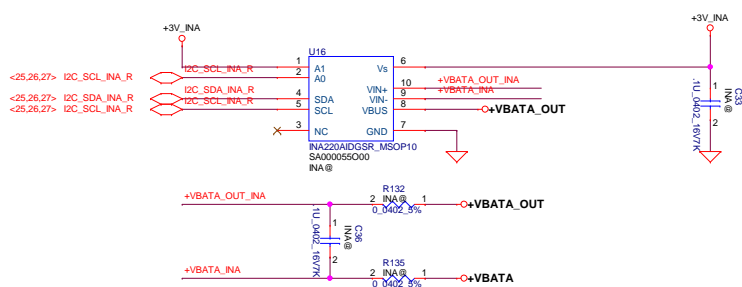 +3V_INA
+3V_INA
U16
1 A1 Vs 6
<25,26,27> I2C_SCL_INA_R I2C_SCL_INA_R 2 A0
VIN+ 10 +VBATA_OUT_INA
<25,26,27> I2C_SDA_INA_R I2C_SDA_INA_R 4 SDA VIN- 9 +VBATA_INA
<25,26,27> I2C_SCL_INA_R I2C_SCL_INA_R 5 SCL VBUS 8 +VBATA_OUT
3 NC GND 7
INA220AIDGSR_MSOP10
SA000055O00
INA@
1
2
C33
INA@
.1U_0402_16V7K
+VBATA_OUT_INA
R132
2 INA@ 1 +VBATA_OUT
0_0402_5%
1
2
C36
INA@
.1U_0402_16V7K
+VBATA_INA
R135
2 INA@ 1 +VBATA
0_0402_5%